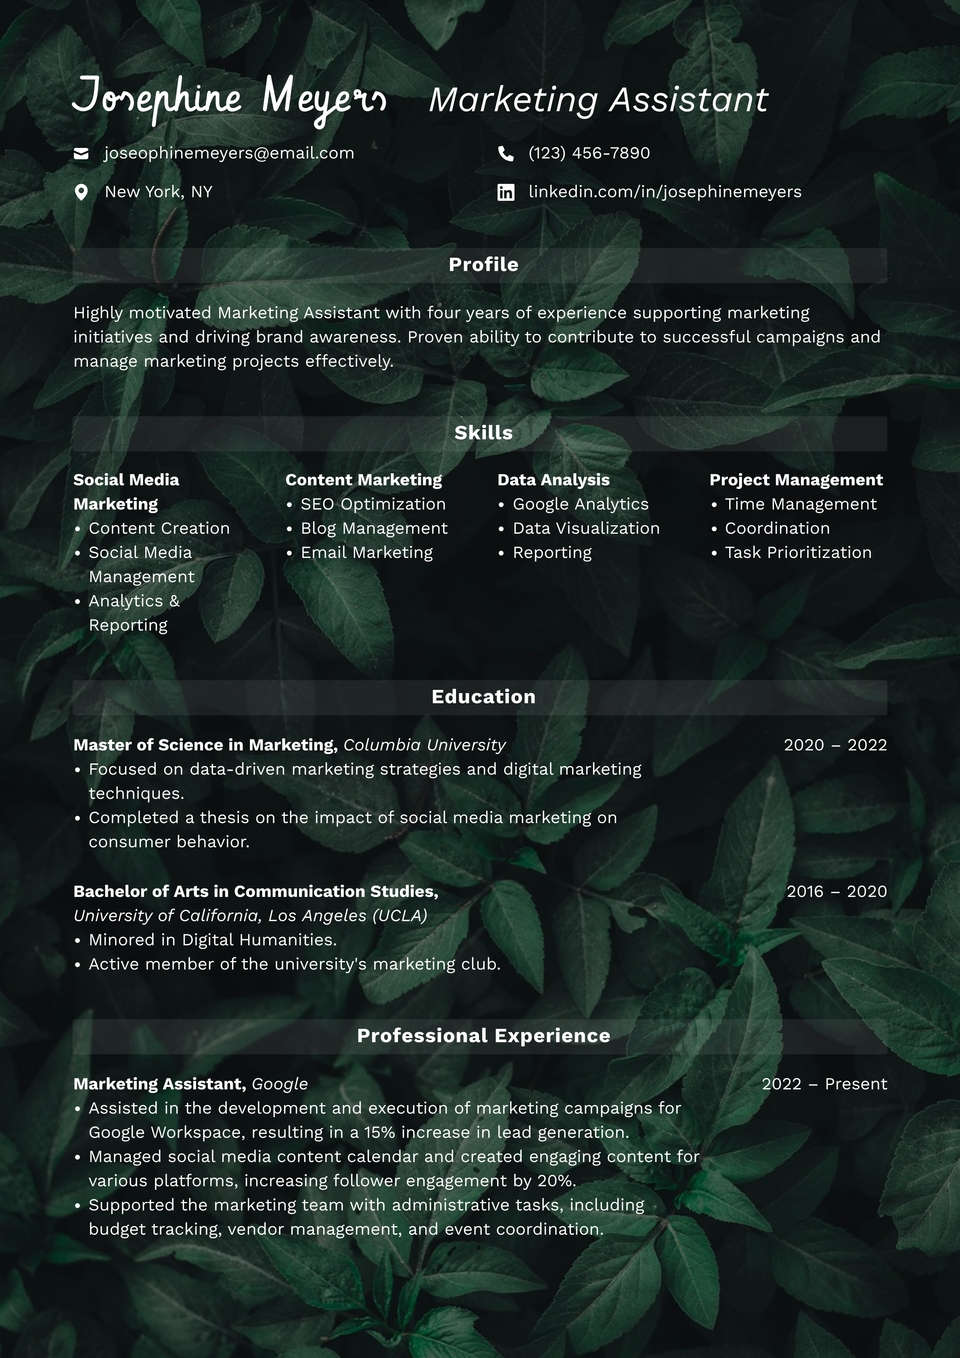 Josephine Meyers Marketing Assistant
joseophinemeyers@email.com (123) 456-7890
New York, NY linkedin.com/in/josephinemeyers
Profile
Highly motivated Marketing Assistant with four years of experience supporting marketing
initiatives and driving brand awareness. Proven ability to contribute to successful campaigns and
manage marketing projects effectively.
Skills
Social Media
Marketing
• Content Creation
• Social Media
Management
• Analytics &
Reporting
Content Marketing
• SEO Optimization
• Blog Management
• Email Marketing
Data Analysis
• Google Analytics
• Data Visualization
• Reporting
Project Management
• Time Management
• Coordination
• Task Prioritization
Education
Master of Science in Marketing, Columbia University 2020 – 2022
• Focused on data-driven marketing strategies and digital marketing
techniques.
• Completed a thesis on the impact of social media marketing on
consumer behavior.
Bachelor of Arts in Communication Studies, 2016 – 2020
University of California, Los Angeles (UCLA)
• Minored in Digital Humanities.
• Active member of the university's marketing club.
Professional Experience
Marketing Assistant, Google 2022 – Present
• Assisted in the development and execution of marketing campaigns for
Google Workspace, resulting in a 15% increase in lead generation.
• Managed social media content calendar and created engaging content for
various platforms, increasing follower engagement by 20%.
• Supported the marketing team with administrative tasks, including
budget tracking, vendor management, and event coordination.